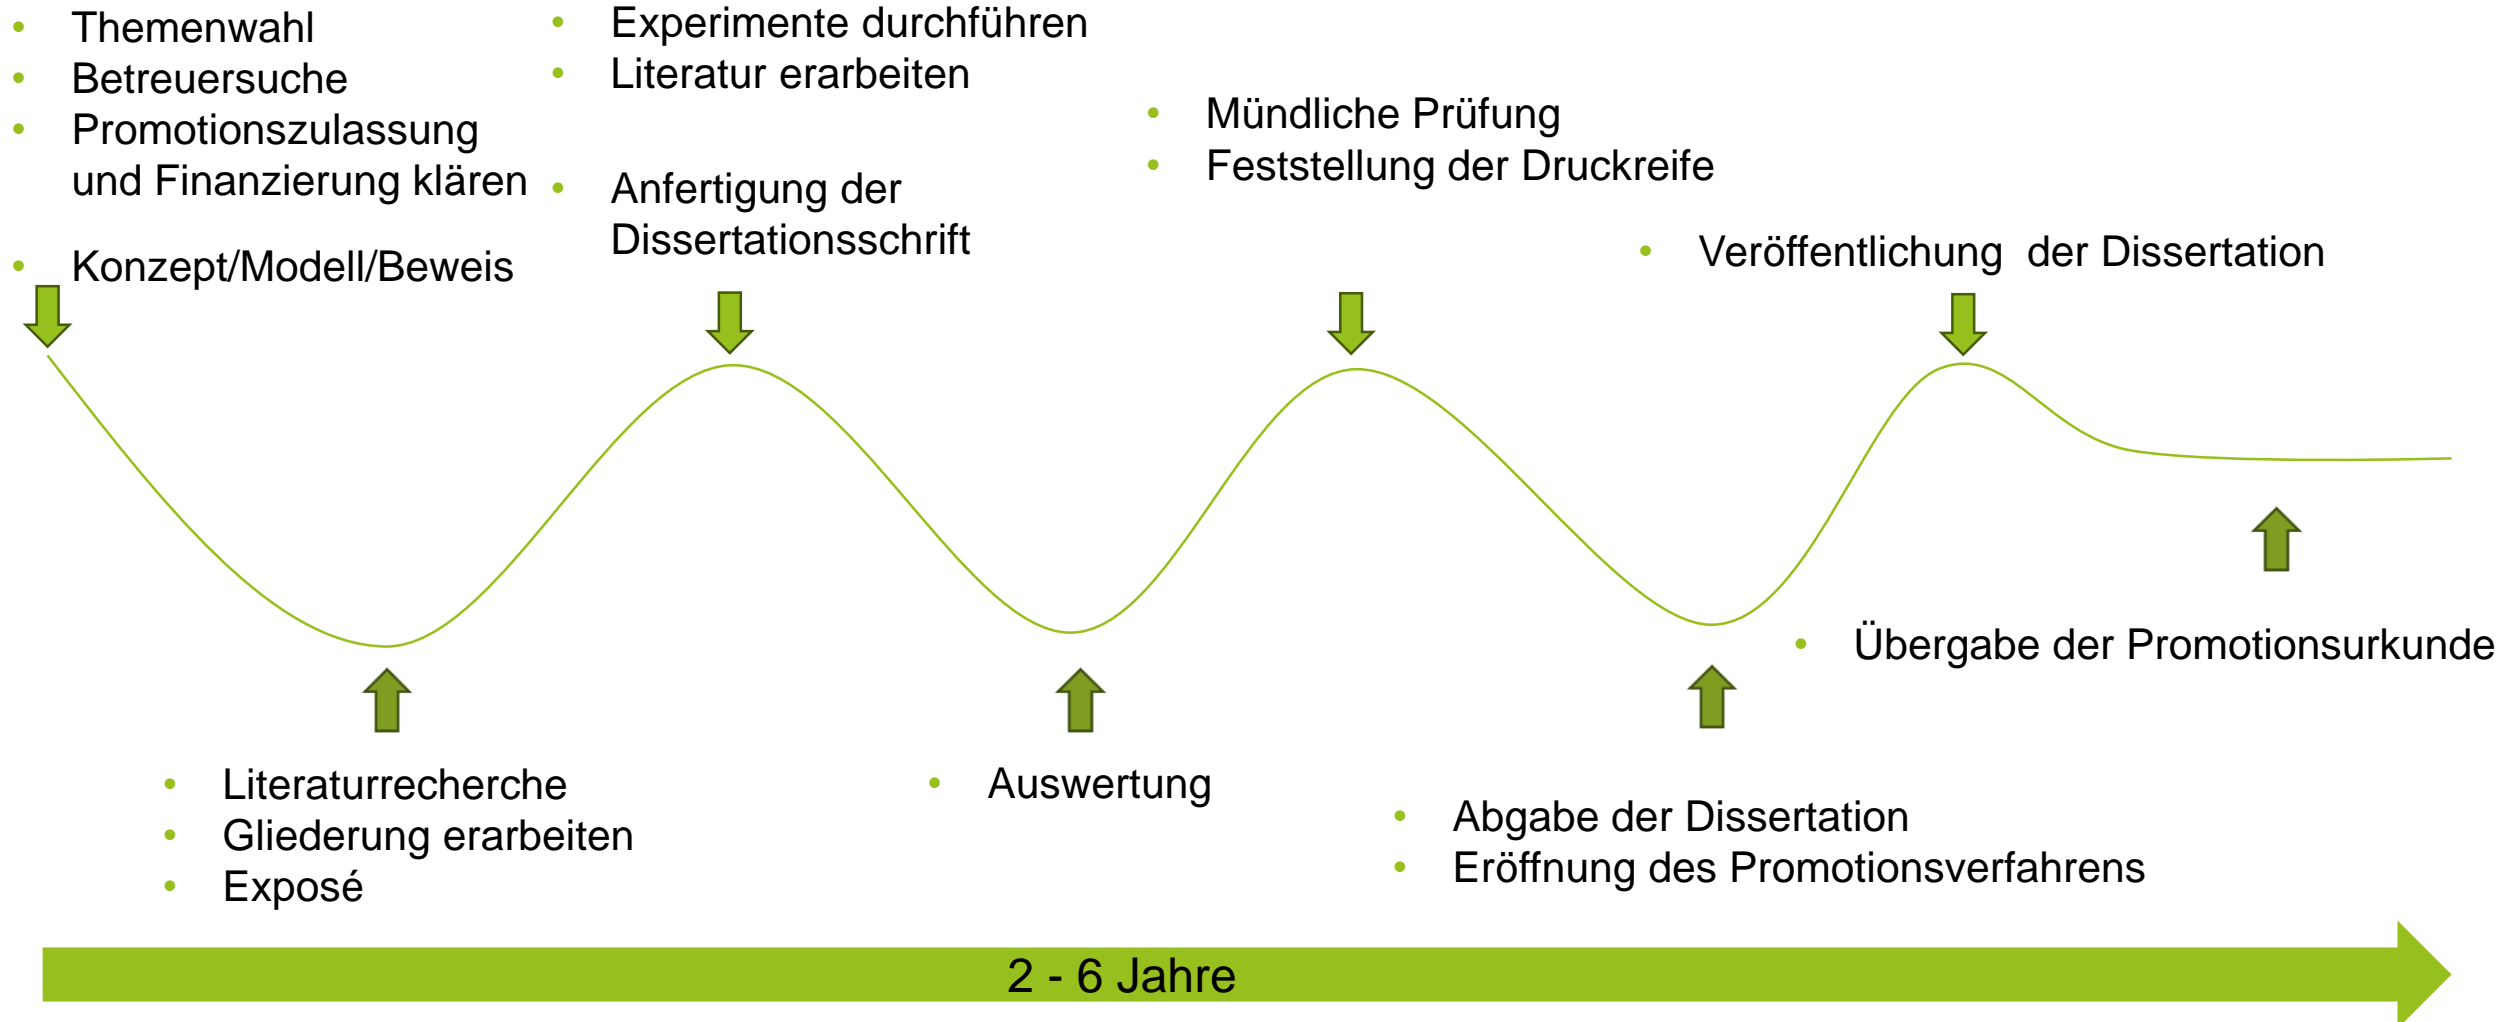 • Themenwahl
• Betreuersuche
• Promotionszulassung
und Finanzierung klären
• Konzept/Modell/Beweis
• Experimente durchführen
• Literatur erarbeiten
• Anfertigung der
Dissertationsschrift
• Mündliche Prüfung
• Feststellung der Druckreife
• Veröffentlichung der Dissertation
• Übergabe der Promotionsurkunde
• Literaturrecherche
• Gliederung erarbeiten
• Exposé
• Auswertung
• Abgabe der Dissertation
• Eröffnung des Promotionsverfahrens
2 - 6 Jahre